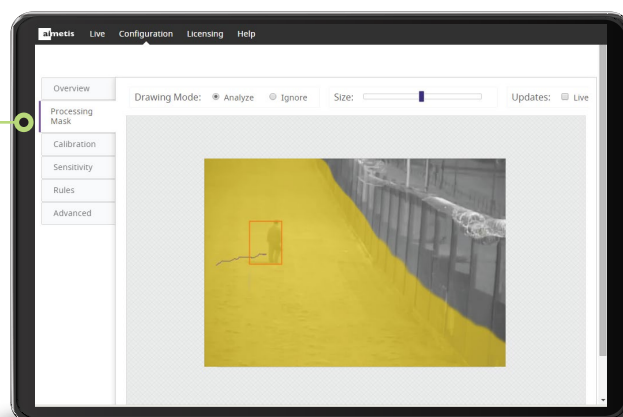 aimetis Live Configuration Licensing Help
Overview
Processing
Mask
Calibration
Sensitivity
Rules
Advanced
Drawing Mode: Analyze Ignore Size: Updates: Live